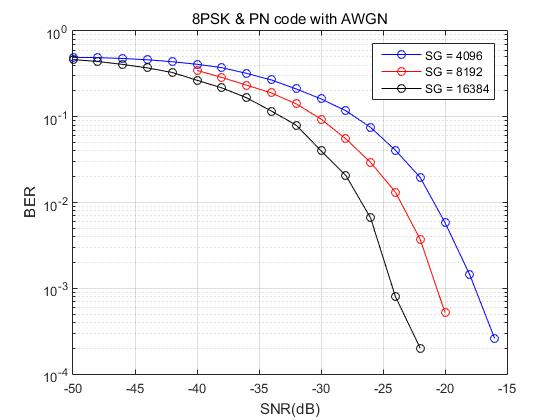 8PSK & PN code with AWGN
10^0
10^-1
10^-2
10^-3
10^-4
BER
SG = 4096
SG = 8192
SG = 16384
-50 -45 -40 -35 -30 -25 -20 -15
SNR(dB)